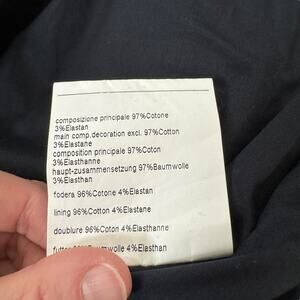 composizione principale 97%Cotone
3%Elastan
main comp.decoration excl. 97%Cotton
3%Elastane
composition principale 97%Coton
3%Elasthanne
haupt-zusammensetzung 97%Baumwolle
3%Elasthan
fodera 96%Cotone 4%Elastan
lining 96%Cotton 4%Elastane
doublure 96%Coton 4%Elasthanne
4%Elasthan